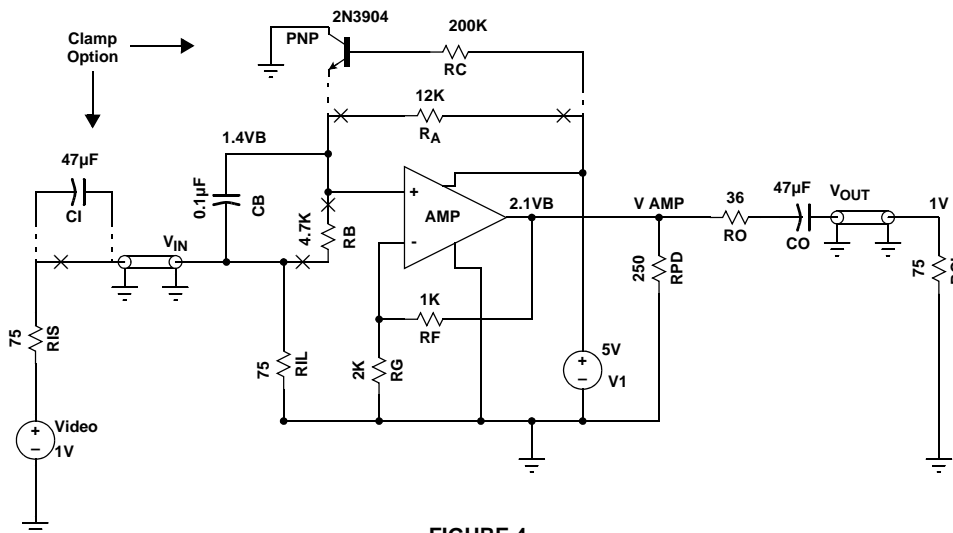 2N3904
Clamp
Option
PNP
200K
RC
12K
RA
47µF
CI
1.4VB
0.1µF
CB
4.7K
RB
+
-
AMP
2.1VB
V AMP
36
RO
47µF
CO
VOUT
1V
VIN
75
RIS
75
RIL
1K
RF
2K
RG
250
RPD
+
−
5V
V1
75
+
−
Video
1V
FIGURE 4